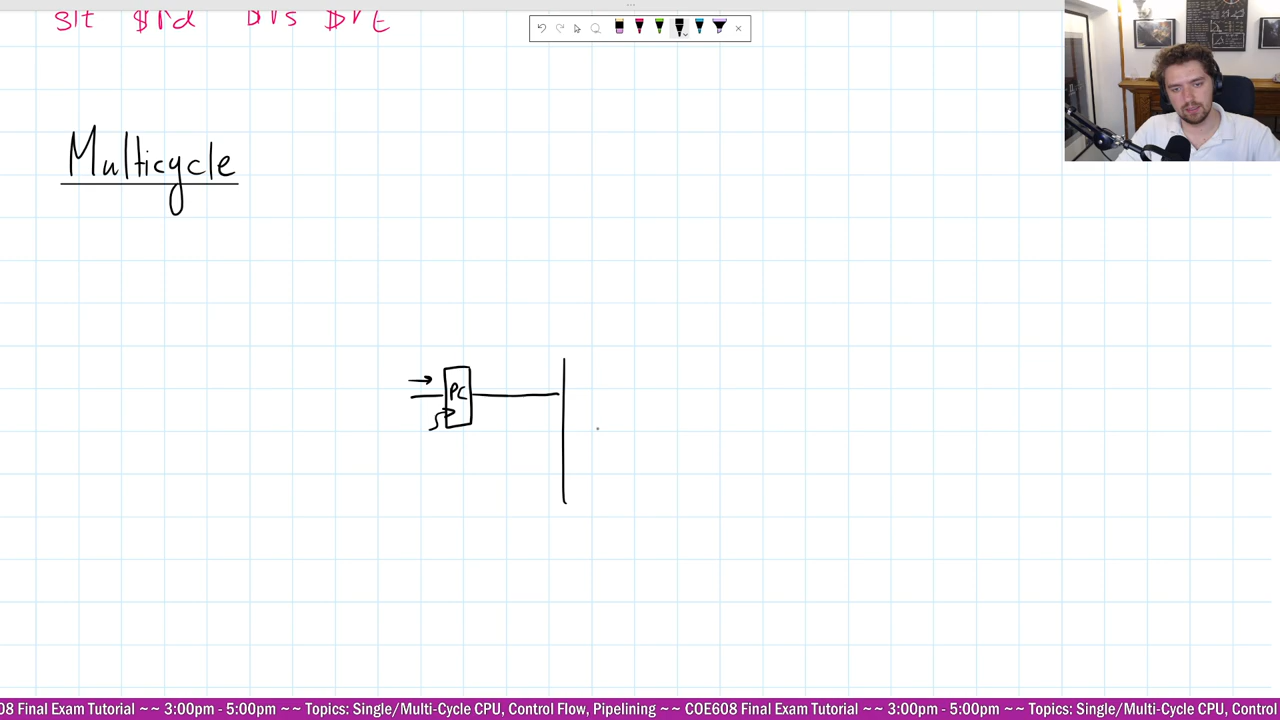 slt $rd $rs $rt
Multicycle
PC
08 Final Exam Tutorial ~~ 3:00pm - 5:00pm ~~ Topics: Single/Multi-Cycle CPU, Control Flow, Pipelining ~~ COE608 Final Exam Tutorial ~~ 3:00pm - 5:00pm ~~ Topics: Single/Multi-Cycle CPU, Control